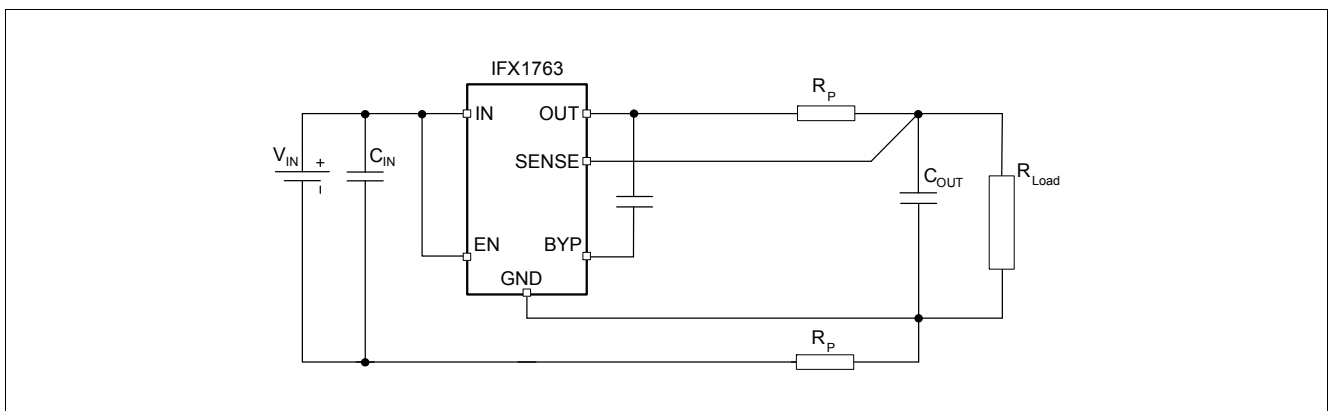 IFX1763
IN
OUT
R_P
V_IN
+
-
C_IN
SENSE
C_OUT
R_Load
EN
BYP
GND
R_P